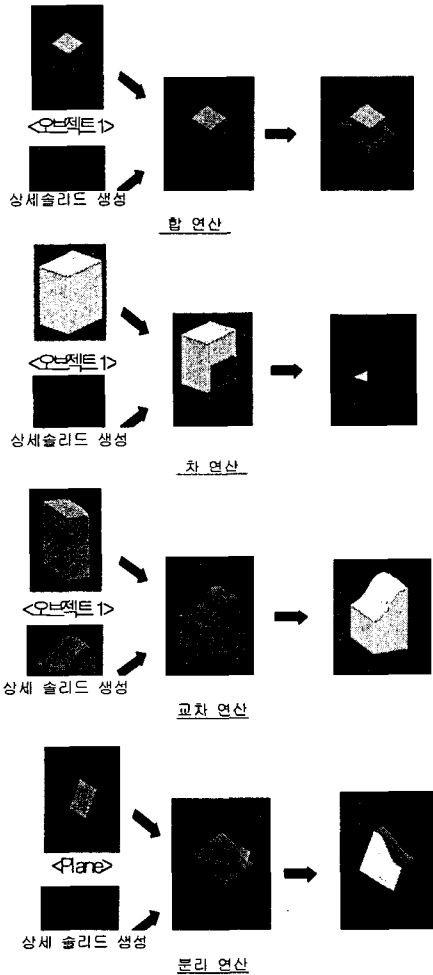 <오브젝트1>
상세솔리드 생성
합 연산
<오브젝트1>
상세솔리드 생성
차 연산
<오브젝트1>
상세 솔리드 생성
교차 연산
<Plane>
상세 솔리드 생성
분리 연산